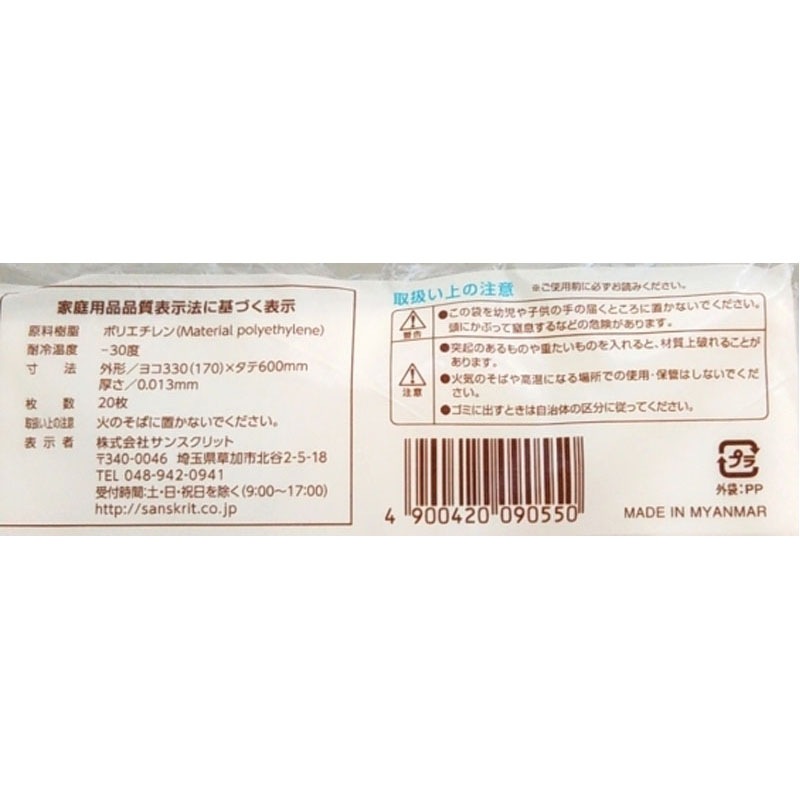 家庭用品品質表示法に基づく表示
原料樹脂 ポリエチレン(Material polyethylene)
耐冷温度 -30度
寸法 外形/ヨコ330(170)×タテ600mm
厚さ/0.013mm
枚数 20枚
取扱い上の注意 火のそばに置かないでください。
表示者 株式会社サンスクリット
〒340-0046 埼玉県草加市北谷2-5-18
TEL 048-942-0941
受付時間:土・日・祝日を除く(9:00〜17:00)
http://sanskrit.co.jp
取扱い上の注意 ※ご使用前に必ずお読みください。
警告
●この袋を幼児や子供の手の届くところに置かないでください。
頭にかぶって窒息するなどの危険があります。
注意
●突起のあるものや重たいものを入れると、材質上破れることが
あります。
●火気のそばや高温になる場所での使用・保管はしないでくだ
さい。
●ゴミに出すときは自治体の区分に従ってください。
4 900420 090550
プラ
外袋:PP
MADE IN MYANMAR